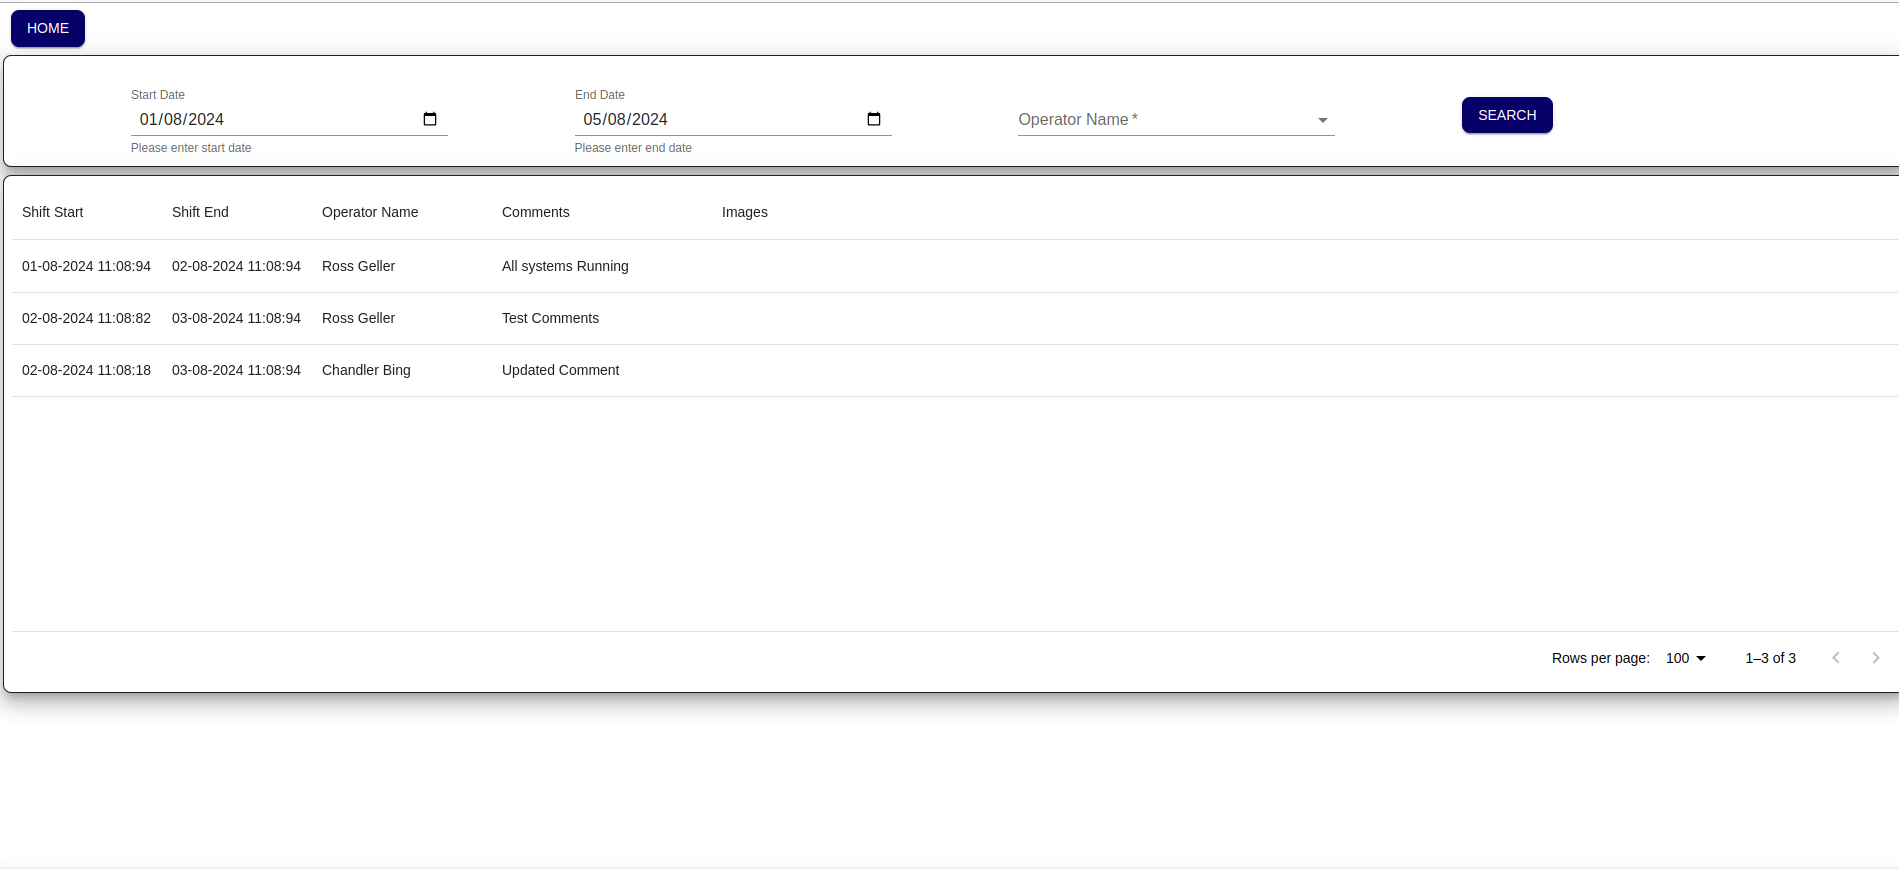 HOME
Start Date
01/08/2024
Please enter start date
End Date
05/08/2024
Please enter end date
Operator Name *
SEARCH
Shift Start Shift End Operator Name Comments Images
01-08-2024 11:08:94 02-08-2024 11:08:94 Ross Geller All systems Running
02-08-2024 11:08:82 03-08-2024 11:08:94 Ross Geller Test Comments
02-08-2024 11:08:18 03-08-2024 11:08:94 Chandler Bing Updated Comment
Rows per page: 100 1–3 of 3